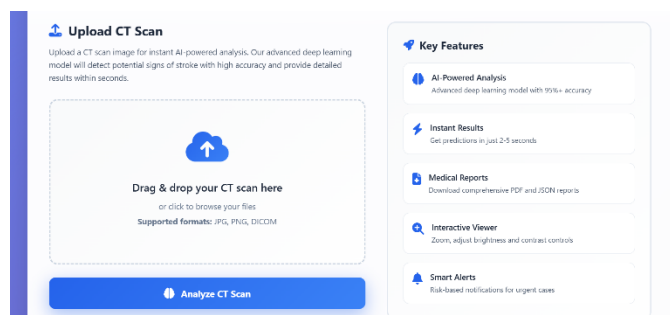 Upload CT Scan
Upload a CT scan image for instant AI-powered analysis. Our advanced deep learning
model will detect potential signs of stroke with high accuracy and provide detailed
results within seconds.
Drag & drop your CT scan here
or click to browse your files
Supported formats: JPG, PNG, DICOM
Analyze CT Scan
Key Features
AI-Powered Analysis
Advanced deep learning model with 95%+ accuracy
Instant Results
Get predictions in just 2-5 seconds
Medical Reports
Download comprehensive PDF and JSON reports
Interactive Viewer
Zoom, adjust brightness and contrast controls
Smart Alerts
Risk-based notifications for urgent cases